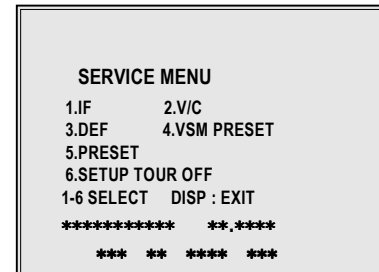 SERVICE MENU
1.IF 2.V/C
3.DEF 4.VSM PRESET
5.PRESET
6.SETUP TOUR OFF
1-6 SELECT DISP : EXIT
*********** **.****
*** ** **** ***